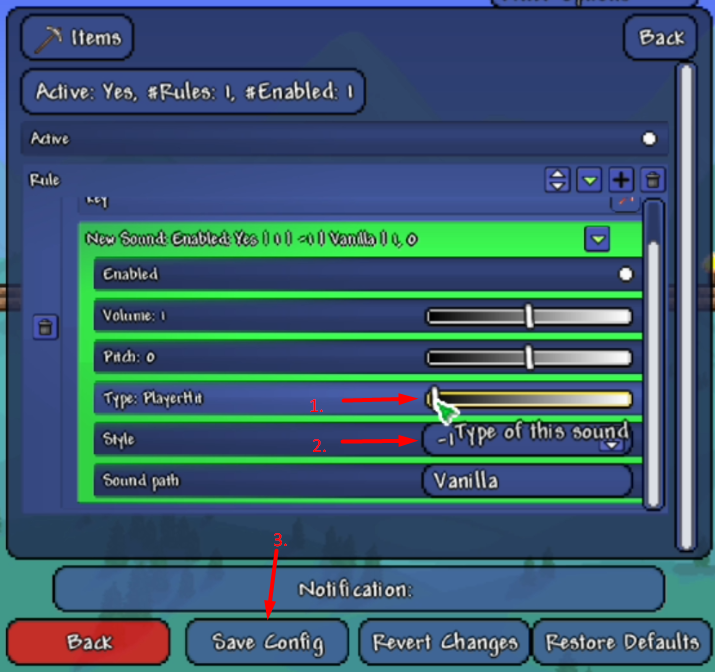 Items
Back
Active: Yes, #Rules: 1, #Enabled: 1
Active
Rule
Key
New Sound: Enabled: Yes | 1 | -1 | Vanilla | 1, 0
Enabled
Volume: 1
Pitch: 0
Type: PlayerHit
1.
Style
2.
-1
Type of this sound
Sound path
Vanilla
3.
Notification:
Back
Save Config
Revert Changes
Restore Defaults